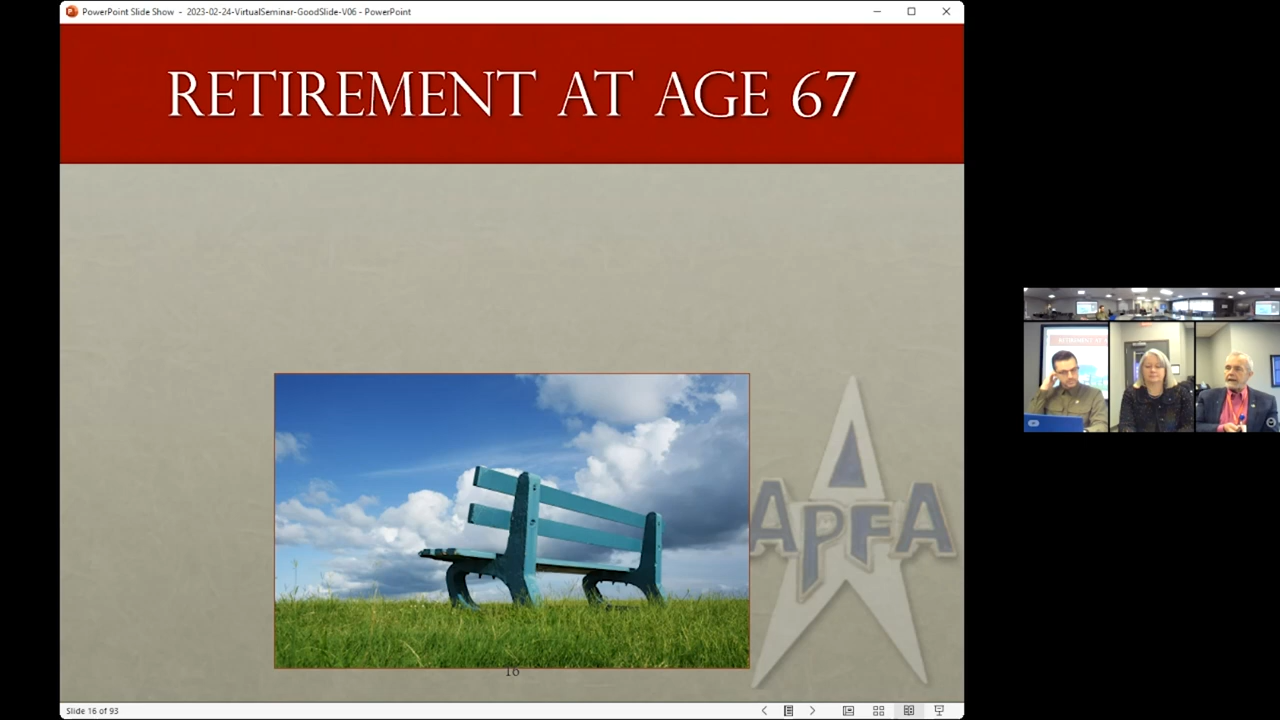 PowerPoint Slide Show - 2023-02-24-VirtualSeminar-GoodSlide-V06 - PowerPoint
RETIREMENT AT AGE 67
APFA
16
Slide 16 of 93